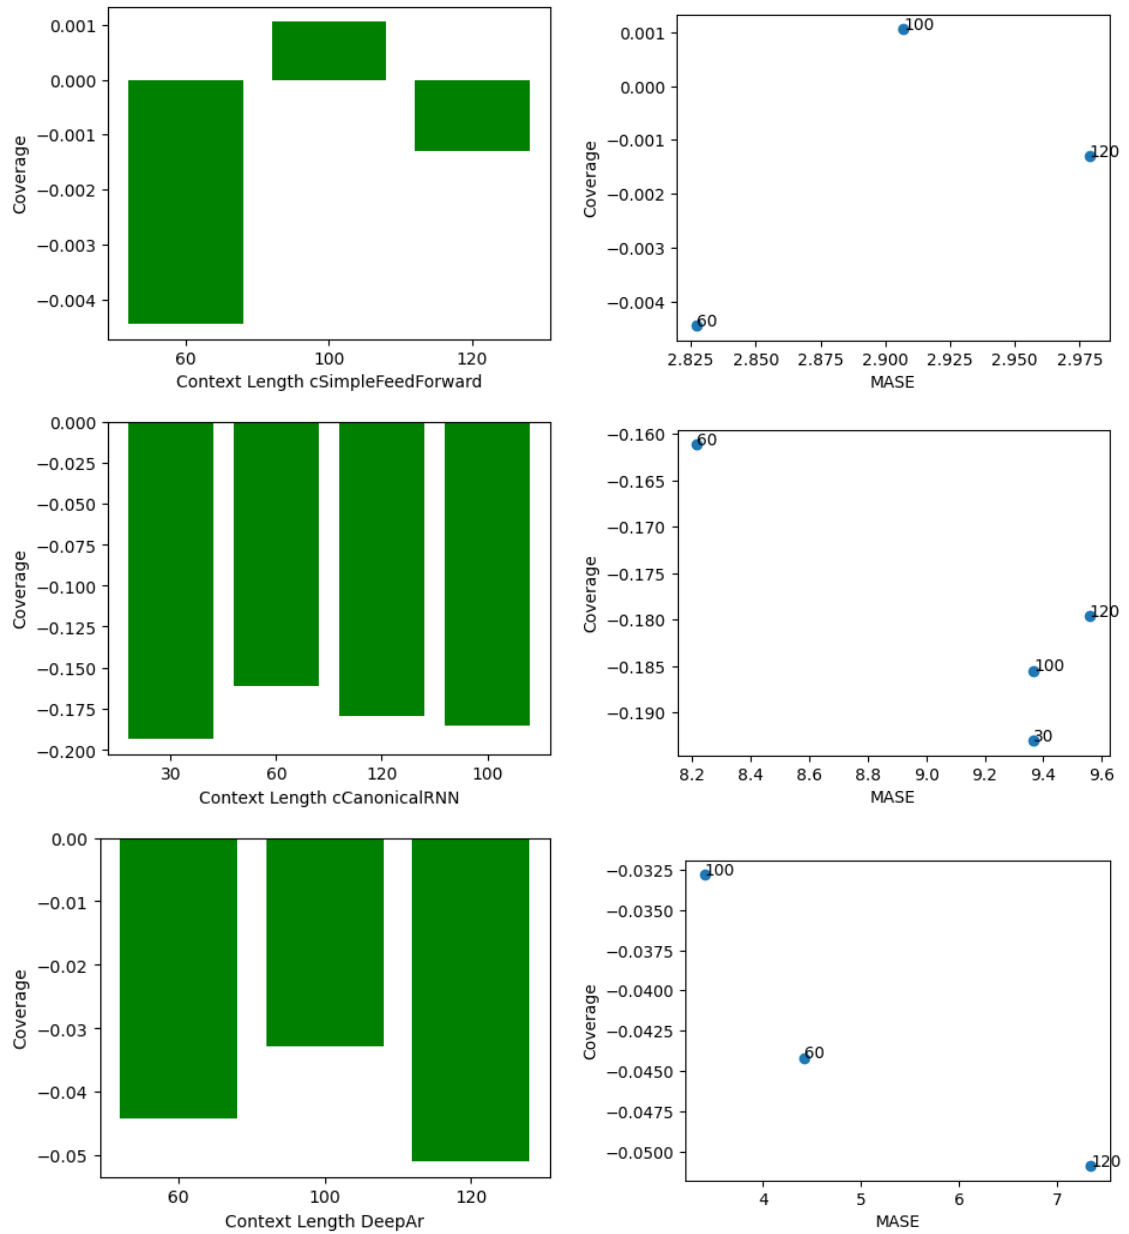 0.001
0.000
−0.001
−0.002
−0.003
−0.004
Coverage
60 100 120
Context Length cSimpleFeedForward
0.001
0.000
−0.001
−0.002
−0.003
−0.004
Coverage
100
120
60
2.825 2.850 2.875 2.900 2.925 2.950 2.975
MASE
0.000
−0.025
−0.050
−0.075
−0.100
−0.125
−0.150
−0.175
−0.200
Coverage
30 60 120 100
Context Length cCanonicalRNN
−0.160
−0.165
−0.170
−0.175
−0.180
−0.185
−0.190
Coverage
60
120
100
30
8.2 8.4 8.6 8.8 9.0 9.2 9.4 9.6
MASE
0.00
−0.01
−0.02
−0.03
−0.04
−0.05
Coverage
60 100 120
Context Length DeepAr
−0.0325
−0.0350
−0.0375
−0.0400
−0.0425
−0.0450
−0.0475
−0.0500
Coverage
100
60
120
4 5 6 7
MASE